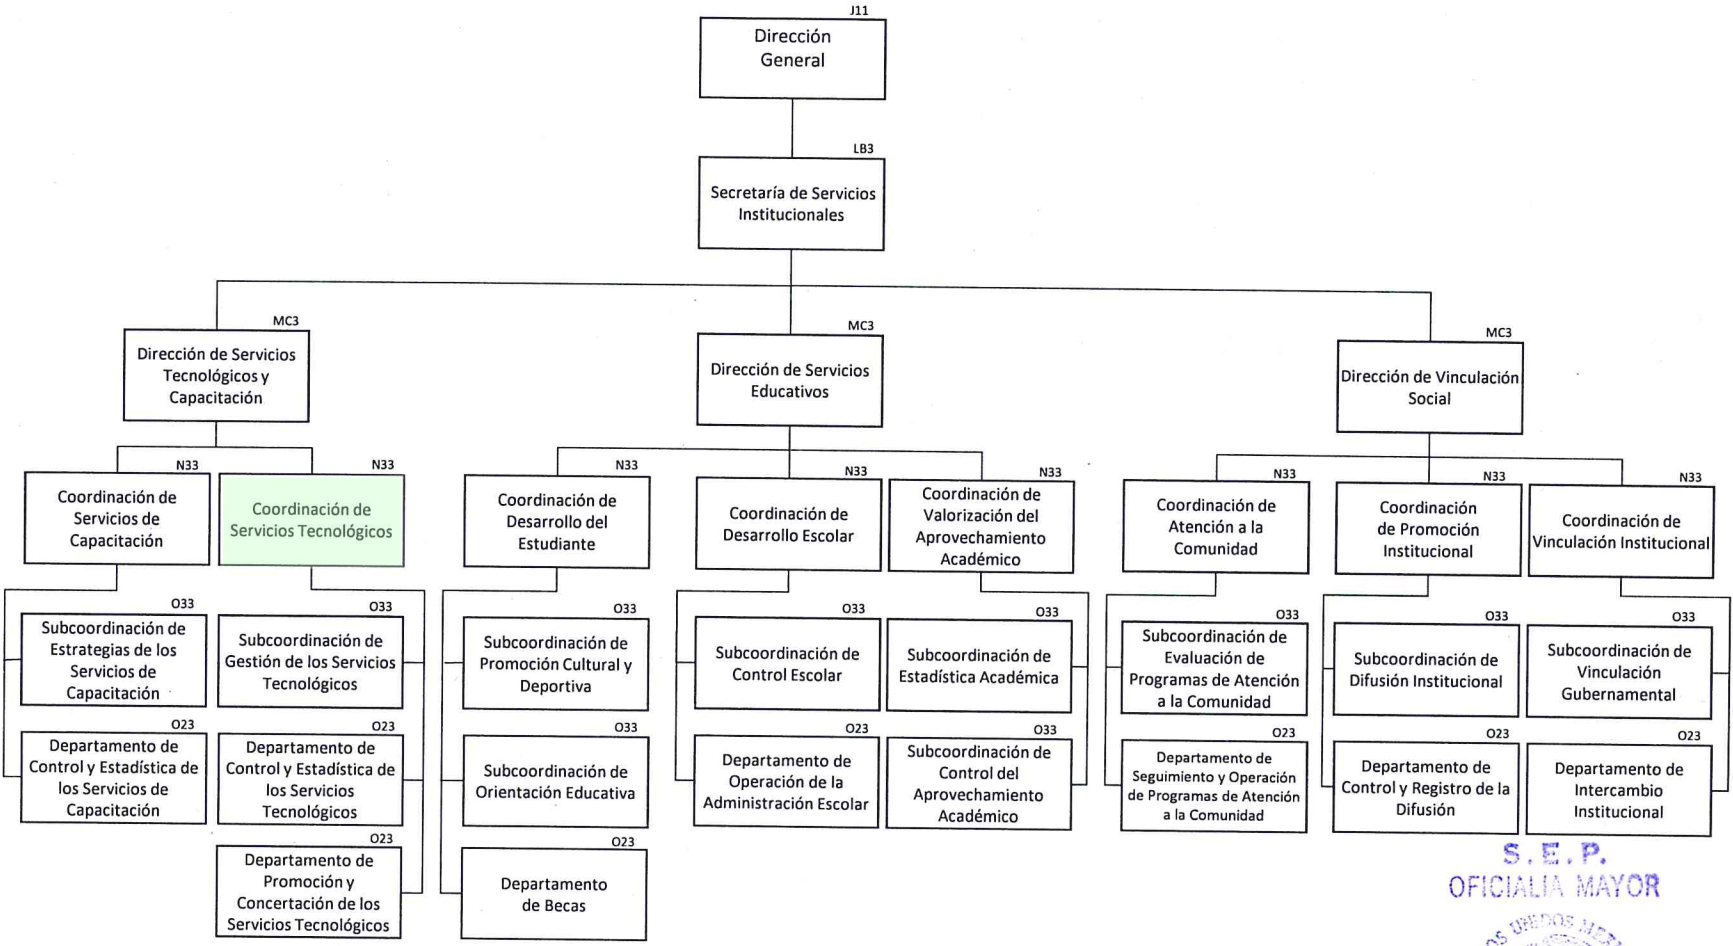 J11
Dirección
General
LB3
Secretaría de Servicios
Institucionales
MC3
Dirección de Servicios
Tecnológicos y
Capacitación
MC3
Dirección de Servicios
Educativos
MC3
Dirección de Vinculación
Social
N33
Coordinación de
Servicios de
Capacitación
N33
Coordinación de
Servicios Tecnológicos
N33
Coordinación de
Desarrollo del
Estudiante
N33
Coordinación de
Desarrollo Escolar
N33
Coordinación de
Valorización del
Aprovechamiento
Académico
N33
Coordinación de
Atención a la
Comunidad
N33
Coordinación
de Promoción
Institucional
N33
Coordinación de
Vinculación Institucional
O33
Subcoordinación de
Estrategias de los
Servicios de
Capacitación
O33
Subcoordinación de
Gestión de los Servicios
Tecnológicos
O33
Subcoordinación de
Promoción Cultural y
Deportiva
O33
Subcoordinación de
Control Escolar
O33
Subcoordinación de
Estadística Académica
O33
Subcoordinación de
Evaluación de
Programas de Atención
a la Comunidad
O33
Subcoordinación de
Difusión Institucional
O33
Subcoordinación de
Vinculación
Gubernamental
O23
Departamento de
Control y Estadística de
los Servicios de
Capacitación
O23
Departamento de
Control y Estadística de
los Servicios
Tecnológicos
O33
Subcoordinación de
Orientación Educativa
O23
Departamento de
Operación de la
Administración Escolar
O33
Subcoordinación de
Control del
Aprovechamiento
Académico
O23
Departamento de
Seguimiento y Operación
de Programas de Atención
a la Comunidad
O23
Departamento de
Control y Registro de la
Difusión
O23
Departamento de
Intercambio
Institucional
O23
Departamento de
Promoción y
Concertación de los
Servicios Tecnológicos
O23
Departamento
de Becas
S.E.P.
OFICIALIA MAYOR